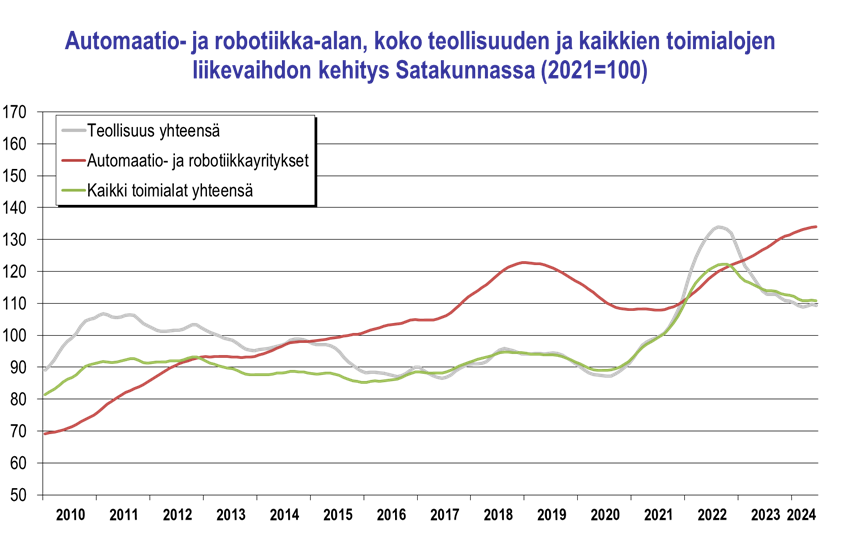 Automaatio- ja robotiikka-alan, koko teollisuuden ja kaikkien toimialojen
liikevaihdon kehitys Satakunnassa (2021=100)
170
160
150
140
130
120
110
100
90
80
70
60
50
Teollisuus yhteensä
Automaatio- ja robotiikkayritykset
Kaikki toimialat yhteensä
2010 2011 2012 2013 2014 2015 2016 2017 2018 2019 2020 2021 2022 2023 2024